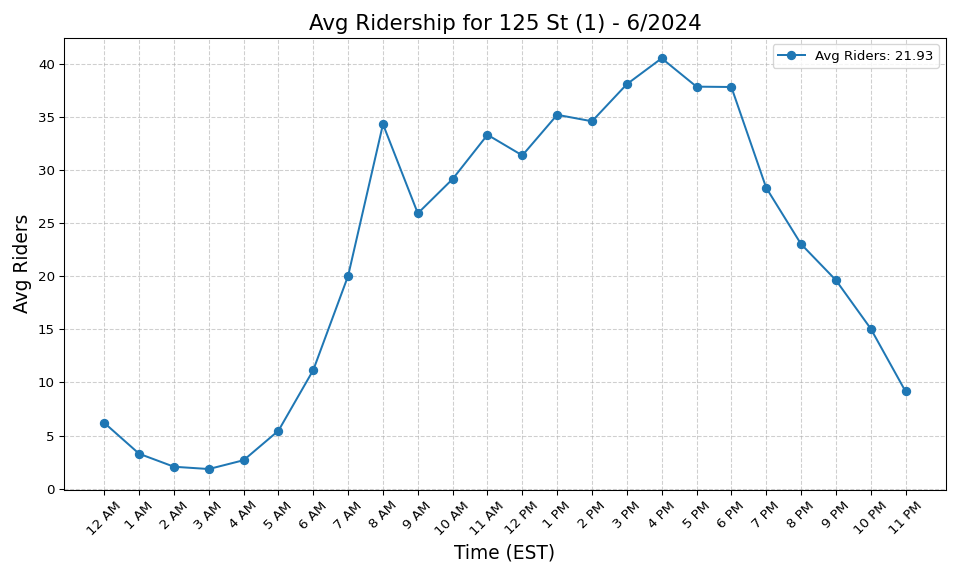 Avg Ridership for 125 St (1) - 6/2024
Avg Riders: 21.93
Avg Riders
40
35
30
25
20
15
10
5
0
12 AM
1 AM
2 AM
3 AM
4 AM
5 AM
6 AM
7 AM
8 AM
9 AM
10 AM
11 AM
12 PM
1 PM
2 PM
3 PM
4 PM
5 PM
6 PM
7 PM
8 PM
9 PM
10 PM
11 PM
Time (EST)